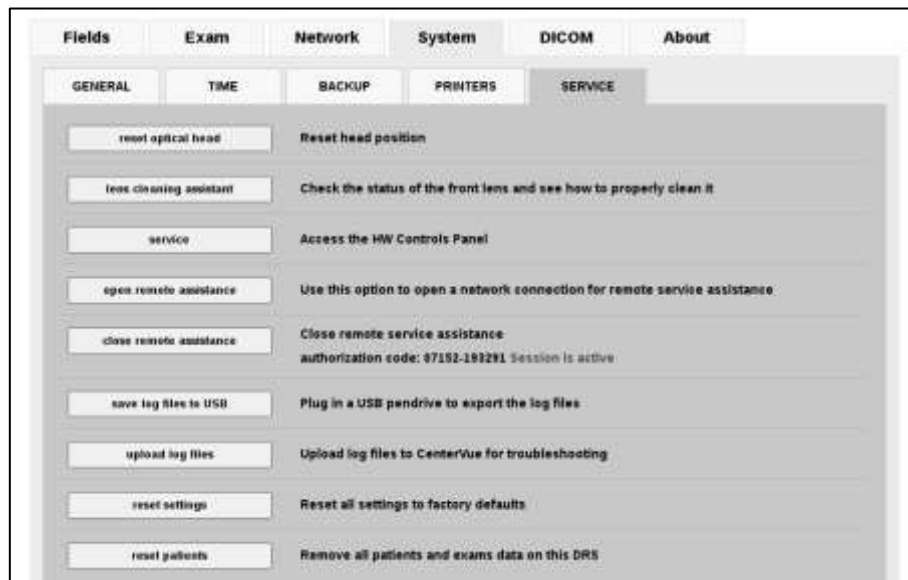 Fields Exam Network System DICOM About
GENERAL TIME BACKUP PRINTERS SERVICE
reset optical head Reset head position
lens cleaning assistant Check the status of the front lens and see how to properly clean it
service Access the HW Controls Panel
open remote assistance Use this option to open a network connection for remote service assistance
close remote assistance Close remote service assistance
authorization code: 07152-193291 Session is active
save log files to USB Plug in a USB pendrive to export the log files
upload log files Upload log files to CenterVue for troubleshooting
reset settings Reset all settings to factory defaults
reset patients Remove all patients and exams data on this DRS